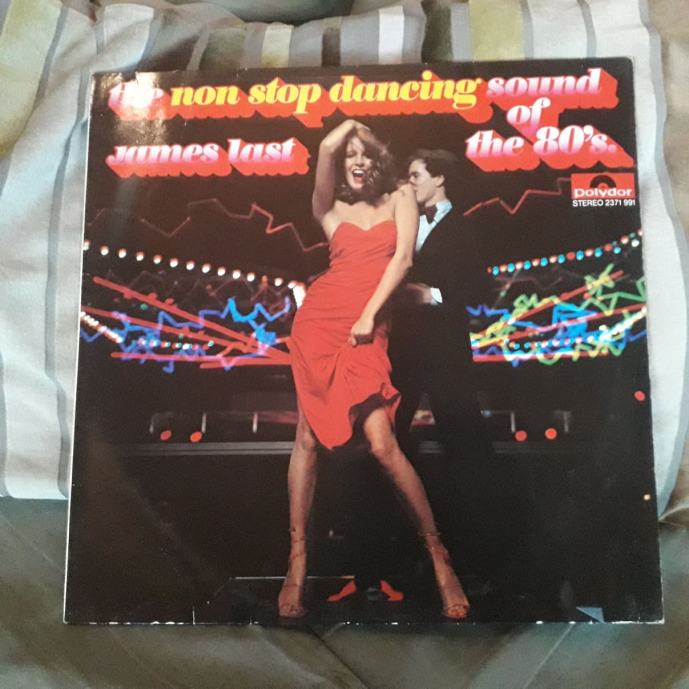 the non stop dancing sound
of
james last the 80's.
polydor
STEREO 2371 991